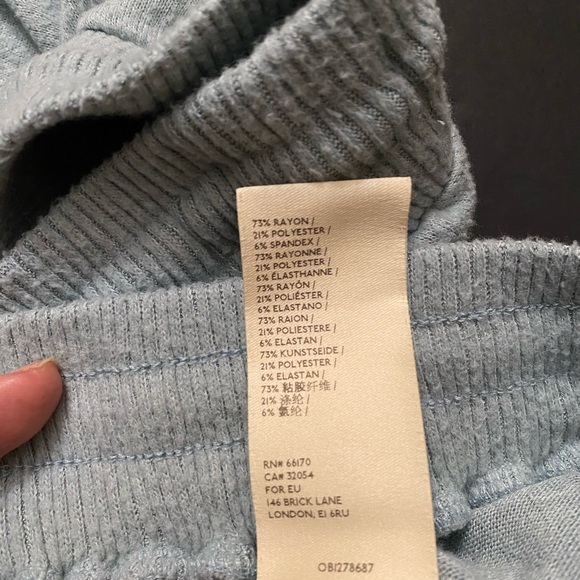 73% RAYON /
21% POLYESTER /
6% SPANDEX /
73% RAYONNE /
21% POLYESTER /
6% ÉLASTHANNE /
73% RAYÓN /
21% POLIÉSTER /
6% ELASTANO /
73% RAION /
21% POLIESTERE /
6% ELASTAN /
73% KUNSTSEIDE /
21% POLYESTER /
6% ELASTAN /
73% 粘胶纤维 /
21% 涤纶 /
6% 氨纶 /
RN# 66170
CA# 32054
FOR EU
146 BRICK LANE
LONDON, E1 6RU
OB1278687